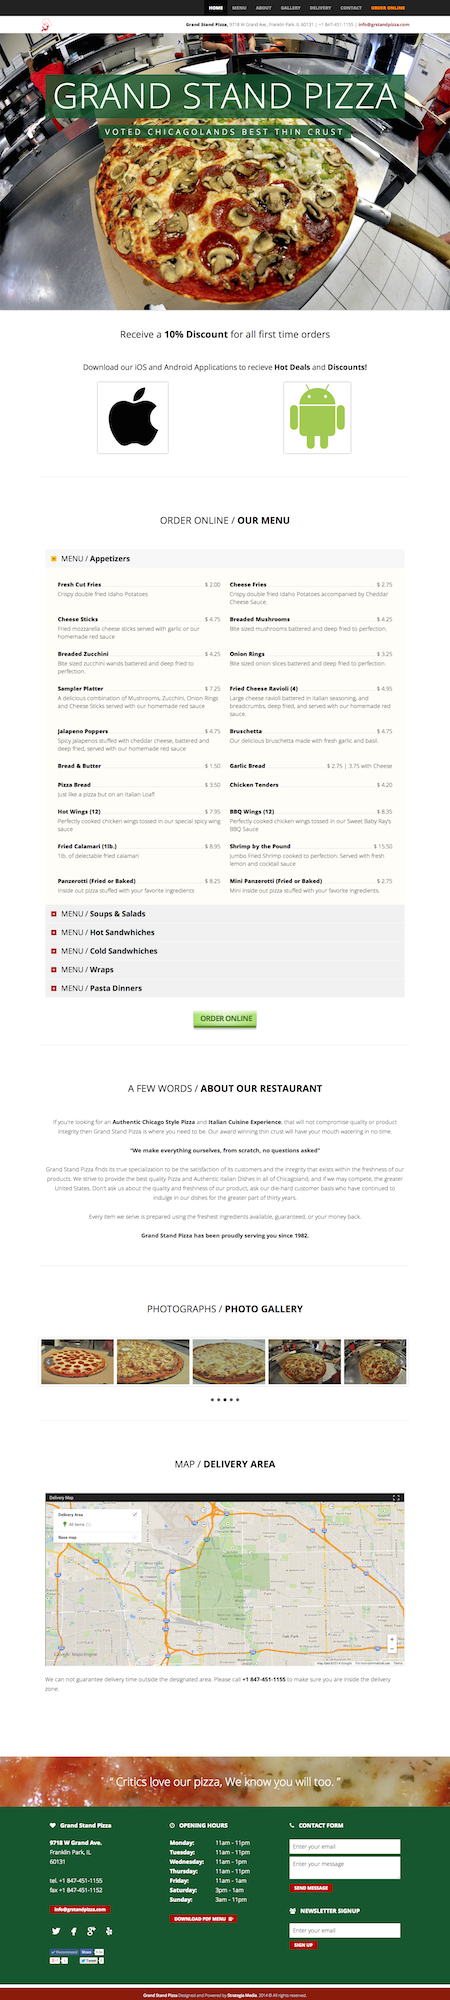 HOME MENU ABOUT GALLERY DELIVERY CONTACT ORDER ONLINE
Grand Stand Pizza, 9718 W Grand Ave, Franklin Park, IL 60131 | +1 847-451-1155 | info@grstandpizza.com
GRAND STAND PIZZA
VOTED CHICAGOLANDS BEST THIN CRUST
Receive a 10% Discount for all first time orders
Download our iOS and Android Applications to recieve Hot Deals and Discounts!
ORDER ONLINE / OUR MENU
MENU / Appetizers
Fresh Cut Fries $ 2.00
Crispy double fried Idaho Potatoes
Cheese Fries $ 2.75
Crispy double fried Idaho Potatoes accompanied by Cheddar
Cheese Sauce.
Cheese Sticks $ 4.75
Fried mozzarella cheese sticks served with garlic or our
homemade red sauce
Breaded Mushrooms $ 4.25
Bite sized mushrooms battered and deep fried to perfection.
Breaded Zucchini $ 4.25
Bite sized zucchini wands battered and deep fried to
perfection.
Onion Rings $ 3.25
Bite sized onion slices battered and deep fried to perfection.
Sampler Platter $ 7.25
A delicious combination of Mushrooms, Zucchini, Onion Rings
and Cheese Sticks served with our homemade red sauce
Fried Cheese Ravioli (4) $ 4.95
Large cheese ravioli battered in Italian seasoning, and
breadcrumbs, deep fried, and served with our homemade red
sauce.
Jalapeno Poppers $ 4.75
Spicy Jalapenos stuffed with cheddar cheese, battered and
deep fried, served with our homemade red sauce
Bruschetta $ 4.75
Our delicious bruschetta made with fresh garlic and basil.
Bread & Butter $ 1.50
Garlic Bread $ 2.75 | 3.75 with Cheese
Pizza Bread $ 3.50
Just like a pizza but on an Italian Loaf!
Chicken Tenders $ 4.20
Hot Wings (12) $ 7.95
Perfectly cooked chicken wings tossed in our special spicy wing
sauce
BBQ Wings (12) $ 8.35
Perfectly cooked chicken wings tossed in our Sweet Baby Ray's
BBQ Sauce
Fried Calamari (1lb.) $ 8.95
1lb. of delectable fried calamari
Shrimp by the Pound $ 15.50
Jumbo Fried Shrimp cooked to perfection. Served with fresh
lemon and cocktail sauce
Panzerotti (Fried or Baked) $ 8.25
Inside out pizza stuffed with your favorite ingredients
Mini Panzerotti (Fried or Baked) $ 2.75
Mini inside out pizza stuffed with your favorite ingredients.
MENU / Soups & Salads
MENU / Hot Sandwhiches
MENU / Cold Sandwhiches
MENU / Wraps
MENU / Pasta Dinners
ORDER ONLINE
A FEW WORDS / ABOUT OUR RESTAURANT
If you're looking for an Authentic Chicago Style Pizza and Italian Cuisine Experience, that will not compromise quality or product
integrity then Grand Stand Pizza is where you need to be. Our award winning thin crust will have your mouth watering in no time.
"We make everything ourselves, from scratch, no questions asked"
Grand Stand Pizza finds its true specialization to be the satisfaction of its customers and the integrity that exists within the freshness of our
products. We strive to provide the best quality Pizza and Authentic Italian Dishes in all of Chicagoland, and if we may compete, the greater
United States. Don't ask us about the quality and freshness of our product, ask our die-hard customer basis who have continued to
indulge in our dishes for the greater part of thirty years.
Every item we serve is prepared using the freshest ingredients available, guaranteed, or your money back.
Grand Stand Pizza has been proudly serving you since 1982.
PHOTOGRAPHS / PHOTO GALLERY
MAP / DELIVERY AREA
Delivery Map
Delivery Area
All items
Base map
Oak Park
Google Maps Engine
We can not guarantee delivery time outside the designated area. Please call +1 847-451-1155 to make sure you are inside the delivery
zone.
" Critics love our pizza, We know you will too. "
Grand Stand Pizza
9718 W Grand Ave.
Franklin Park, IL
60131
tel. +1 847-451-1155
fax +1 847-451-1152
info@grstandpizza.com
Recommend Share
Tweet
OPENING HOURS
Monday: 11am - 11pm
Tuesday: 11am - 11pm
Wednesday: 11am - 11pm
Thursday: 11am - 11pm
Friday: 11am - 1am
Saturday: 3pm - 1am
Sunday: 3am - 11pm
DOWNLOAD PDF MENU
CONTACT FORM
Enter your email
Enter your message
SEND MESSAGE
NEWSLETTER SIGNUP
Enter your email
SIGN UP
Grand Stand Pizza Designed and Powered by Strategia Media. 2014 © All rights reserved.